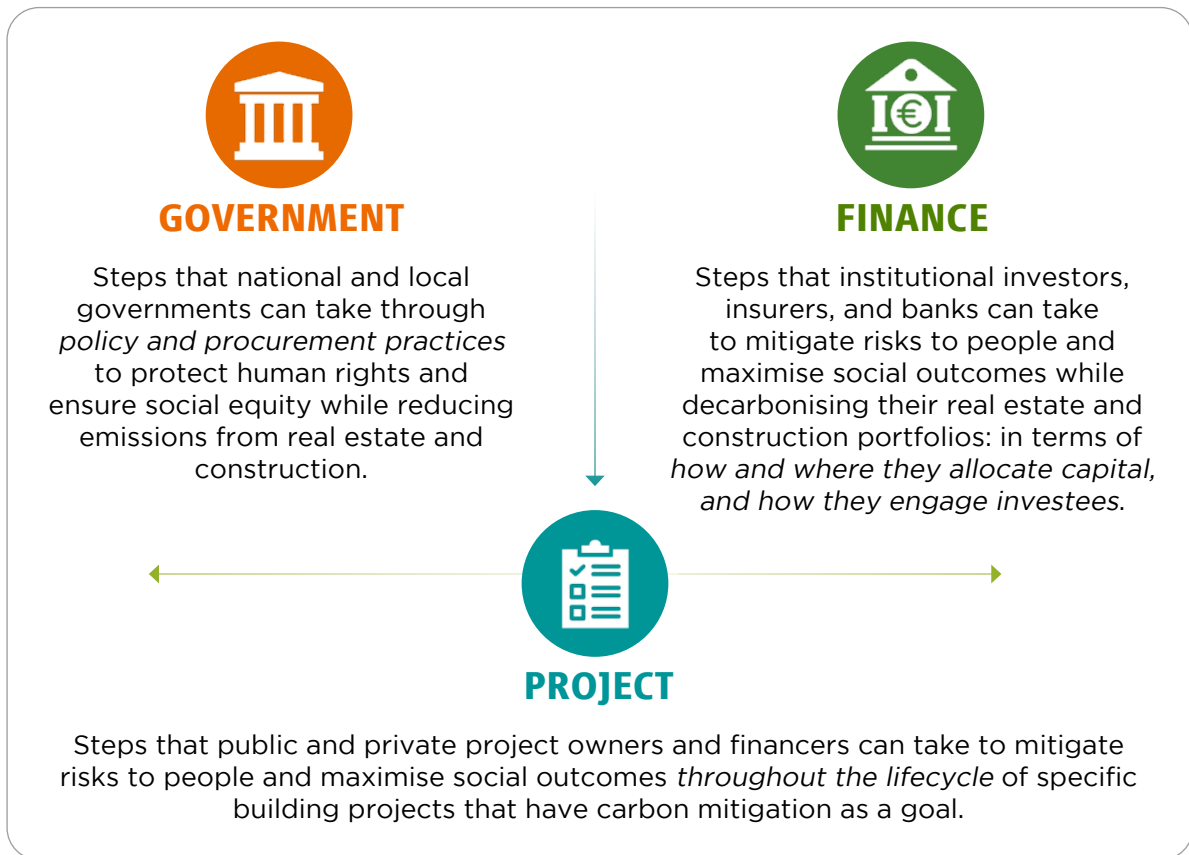 GOVERNMENT
Steps that national and local
governments can take through
policy and procurement practices
to protect human rights and
ensure social equity while reducing
emissions from real estate and
construction.
FINANCE
Steps that institutional investors,
insurers, and banks can take
to mitigate risks to people and
maximise social outcomes while
decarbonising their real estate and
construction portfolios: in terms of
how and where they allocate capital,
and how they engage investees.
PROJECT
Steps that public and private project owners and financers can take to mitigate
risks to people and maximise social outcomes throughout the lifecycle of specific
building projects that have carbon mitigation as a goal.